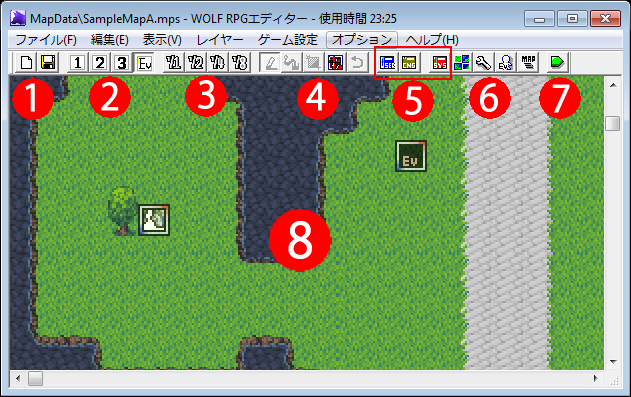 MapData\SampleMapA.mps - WOLF RPGエディター - 使用時間 23:25
ファイル(F) 編集(E) 表示(V) レイヤー ゲーム設定 オプション ヘルプ(H)
1 2 3 Ev MAP
1 2 3 4 5 6 7
Ev
8